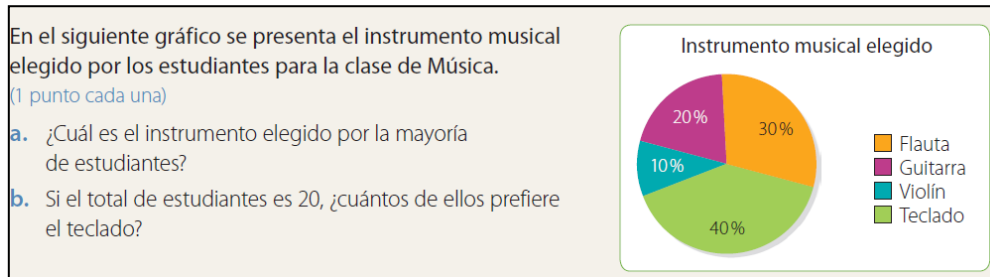 En el siguiente gráfico se presenta el instrumento musical
elegido por los estudiantes para la clase de Música.
(1 punto cada una)
a. ¿Cuál es el instrumento elegido por la mayoría
de estudiantes?
b. Si el total de estudiantes es 20, ¿cuántos de ellos prefiere
el teclado?
Instrumento musical elegido
20%
30%
10%
40%
Flauta
Guitarra
Violín
Teclado